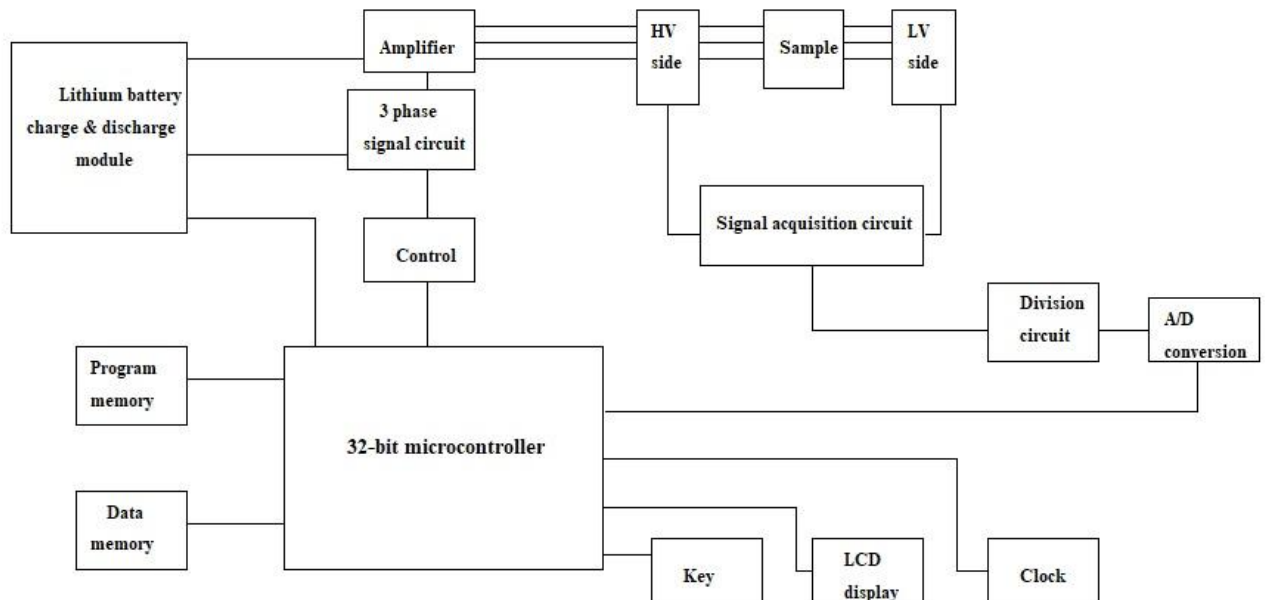 Amplifier
HV
side
Sample
LV
side
Lithium battery
charge & discharge
module
3 phase
signal circuit
Signal acquisition circuit
Control
Division
circuit
A/D
conversion
Program
memory
32-bit microcontroller
Data
memory
Key
LCD
display
Clock